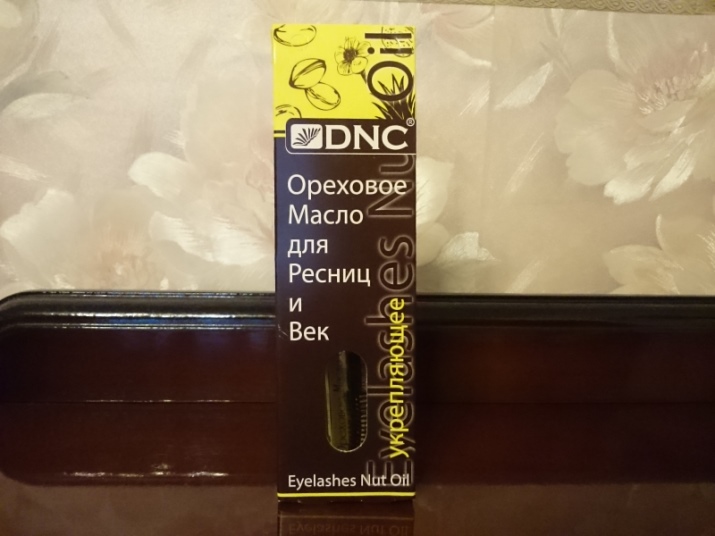 DNC®
Ореховое
Масло
для
Ресниц
и
Век
укрепляющее
Eyelashes Nut Oil
Eyelashes Nut Oil